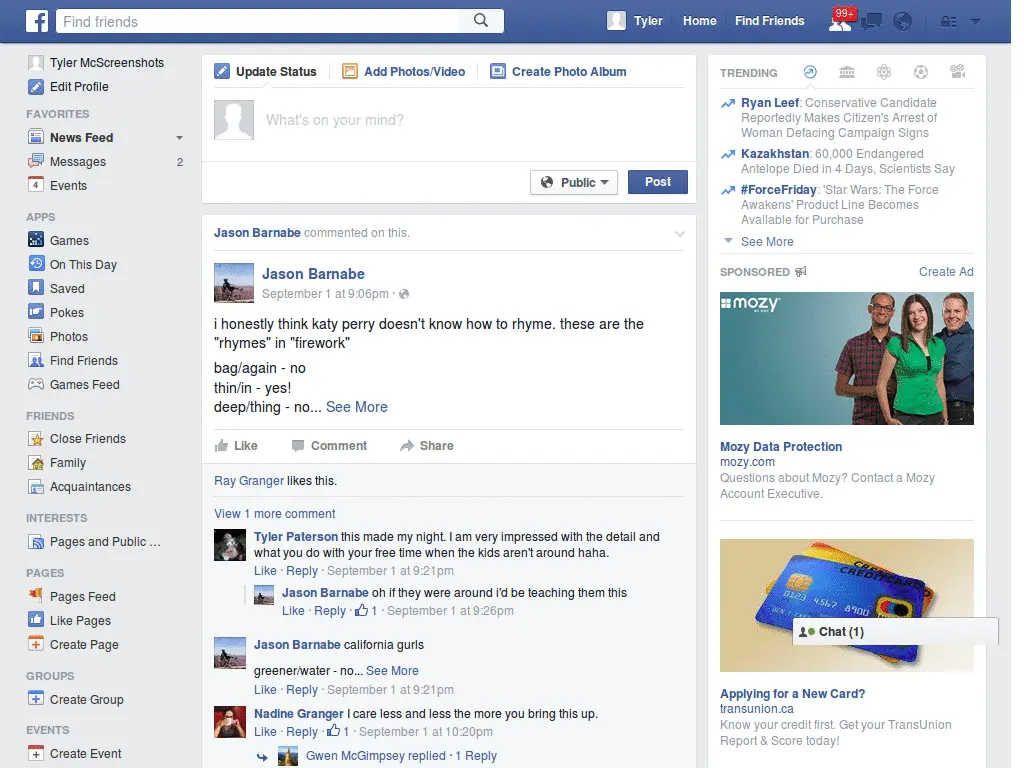 f
Find friends
Tyler
Home
Find Friends
99+
Tyler McScreenshots
Edit Profile
FAVORITES
News Feed
Messages 2
4 Events
APPS
Games
On This Day
Saved
Pokes
Photos
Find Friends
Games Feed
FRIENDS
Close Friends
Family
Acquaintances
INTERESTS
Pages and Public ...
PAGES
Pages Feed
Like Pages
Create Page
GROUPS
Create Group
EVENTS
Create Event
Update Status
Add Photos/Video
Create Photo Album
What's on your mind?
Public
Post
Jason Barnabe commented on this.
Jason Barnabe
September 1 at 9:06pm ·
i honestly think katy perry doesn't know how to rhyme. these are the
"rhymes" in "firework"
bag/again - no
thin/in - yes!
deep/thing - no... See More
Like
Comment
Share
Ray Granger likes this.
View 1 more comment
Tyler Paterson this made my night. I am very impressed with the detail and
what you do with your free time when the kids aren't around haha.
Like · Reply · September 1 at 9:21pm
Jason Barnabe oh if they were around i'd be teaching them this
Like · Reply · 1 · September 1 at 9:26pm
Jason Barnabe california gurls
greener/water - no... See More
Like · Reply · September 1 at 9:21pm
Nadine Granger I care less and less the more you bring this up.
Like · Reply · 1 · September 1 at 10:20pm
Gwen McGimpsey replied · 1 Reply
TRENDING
Ryan Leef: Conservative Candidate
Reportedly Makes Citizen's Arrest of
Woman Defacing Campaign Signs
Kazakhstan: 60,000 Endangered
Antelope Died in 4 Days, Scientists Say
#ForceFriday: 'Star Wars: The Force
Awakens' Product Line Becomes
Available for Purchase
See More
SPONSORED
Create Ad
mozy
Mozy Data Protection
mozy.com
Questions about Mozy? Contact a Mozy
Account Executive.
CREDITCARD
0123 4567 8900
Chat (1)
Applying for a New Card?
transunion.ca
Know your credit first. Get your TransUnion
Report & Score today!